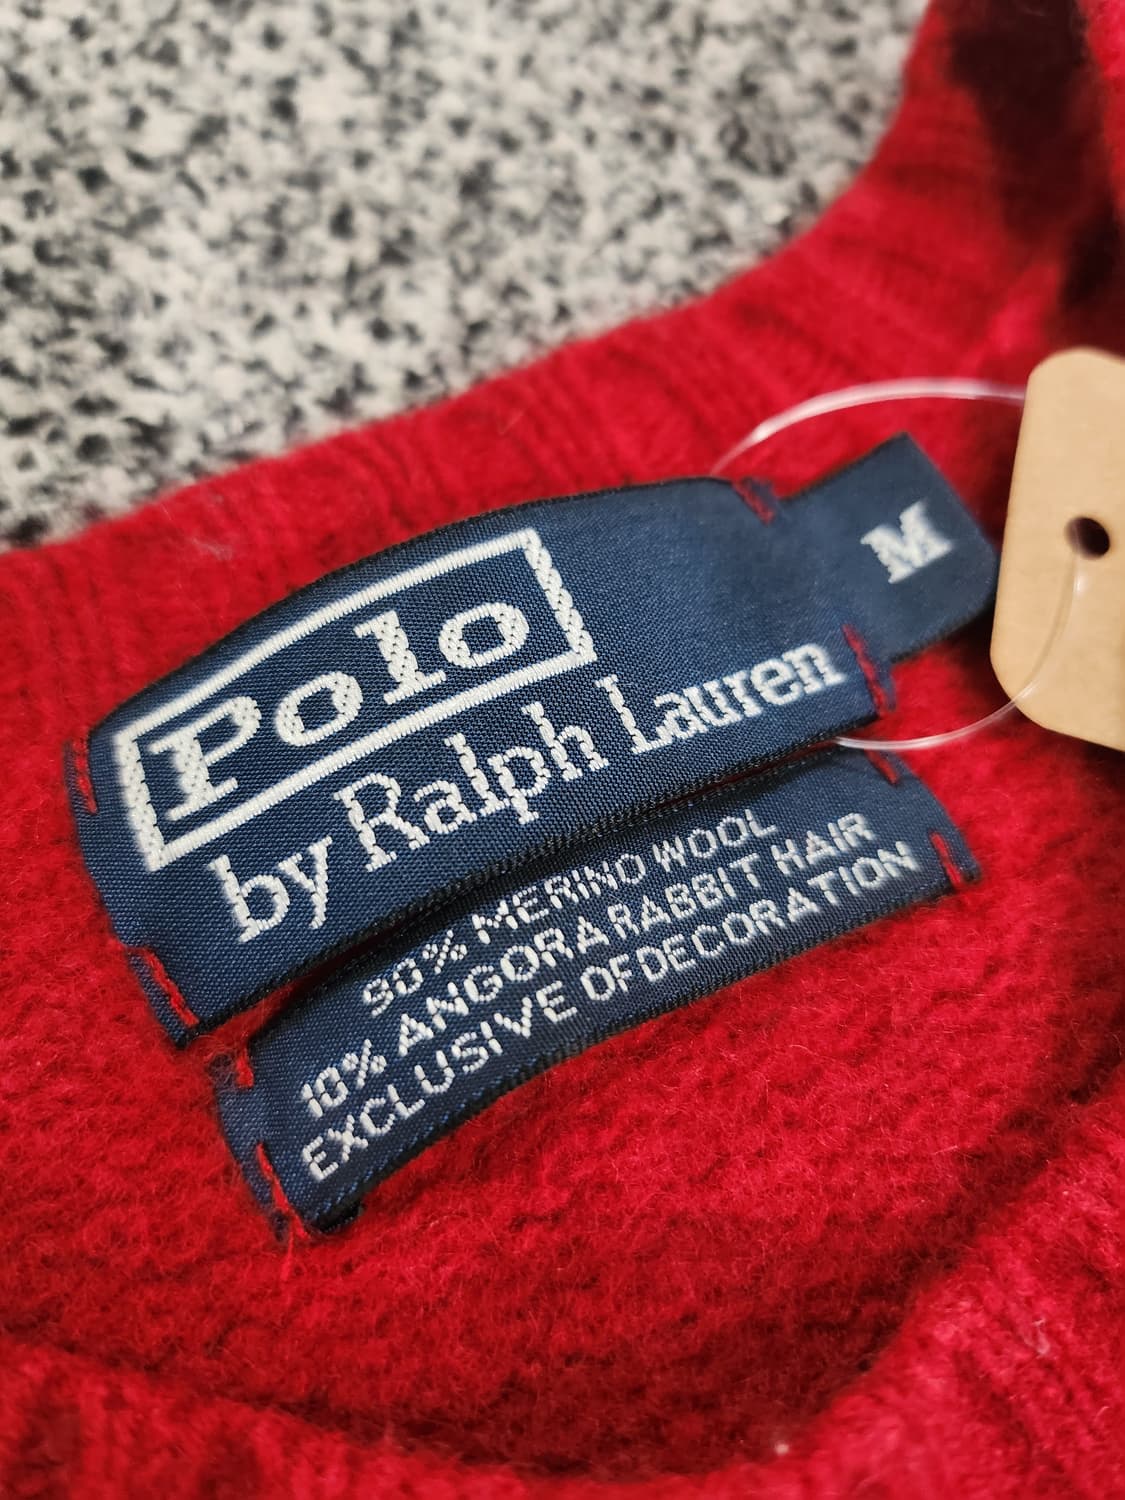 Polo
by Ralph Lauren
M
90% MERINO WOOL
10% ANGORA RABBIT HAIR
EXCLUSIVE OF DECORATION